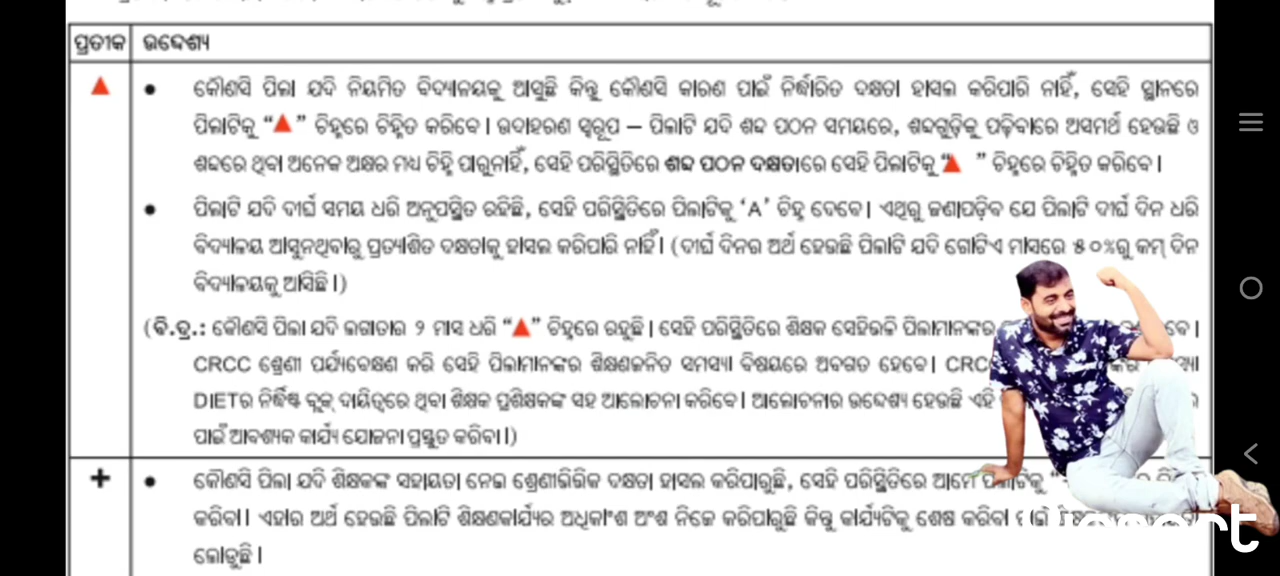 ପ୍ରତୀକ ଉଦ୍ଦେଶ୍ୟ
▲ • କୌଣସି ପିଲା ଯଦି ନିୟମିତ ବିଦ୍ୟାଳୟକୁ ଆସୁଛି କିନ୍ତୁ କୌଣସି କାରଣ ପାଇଁ ନିର୍ଦ୍ଧାରିତ ଦକ୍ଷତା ହାସଲ କରିପାରି ନାହିଁ, ସେହି ସ୍ଥାନରେ
ପିଲାଟିକୁ “▲” ଚିହ୍ନରେ ଚିହ୍ନିତ କରିବେ। ଉଦାହରଣ ସ୍ୱରୂପ – ପିଲାଟି ଯଦି ଶବ୍ଦ ପଠନ ସମୟରେ, ଶବ୍ଦଗୁଡ଼ିକୁ ପଢ଼ିବାରେ ଅସମର୍ଥ ହେଉଛି ଓ
ଶବ୍ଦରେ ଥିବା ଅନେକ ଅକ୍ଷର ମଧ୍ୟ ଚିହ୍ନି ପାରୁନାହିଁ, ସେହି ପରିସ୍ଥିତିରେ ଶବ୍ଦ ପଠନ ଦକ୍ଷତାରେ ସେହି ପିଲାଟିକୁ “▲ ” ଚିହ୍ନରେ ଚିହ୍ନିତ କରିବେ।
• ପିଲାଟି ଯଦି ଦୀର୍ଘ ସମୟ ଧରି ଅନୁପସ୍ଥିତ ରହିଛି, ସେହି ପରିସ୍ଥିତିରେ ପିଲାଟିକୁ ‘A’ ଚିହ୍ନ ଦେବେ। ଏଥିରୁ ଜଣାପଡ଼ିବ ଯେ ପିଲାଟି ଦୀର୍ଘ ଦିନ ଧରି
ବିଦ୍ୟାଳୟ ଆସୁନଥିବାରୁ ପ୍ରତ୍ୟାଶିତ ଦକ୍ଷତାକୁ ହାସଲ କରିପାରି ନାହିଁ। (ଦୀର୍ଘ ଦିନର ଅର୍ଥ ହେଉଛି ପିଲାଟି ଯଦି ଗୋଟିଏ ମାସରେ ୫୦%ରୁ କମ୍ ଦିନ
ବିଦ୍ୟାଳୟକୁ ଆସିଛି।)
(ବି.ଦ୍ର.: କୌଣସି ପିଲା ଯଦି ଲଗାତାର ୨ ମାସ ଧରି “▲” ଚିହ୍ନରେ ରହୁଛି। ସେହି ପରିସ୍ଥିତିରେ ଶିକ୍ଷକ ସେହିଭଳି ପିଲାମାନଙ୍କର
CRCC ଶ୍ରେଣୀ ପର୍ଯ୍ୟବେକ୍ଷଣ କରି ସେହି ପିଲାମାନଙ୍କର ଶିକ୍ଷଣଜନିତ ସମସ୍ୟା ବିଷୟରେ ଅବଗତ ହେବେ।
DIETର ନିର୍ଦ୍ଦିଷ୍ଟ ବ୍ଲକ୍ ଦାୟିତ୍ୱରେ ଥିବା ଶିକ୍ଷକ ପ୍ରଶିକ୍ଷକଙ୍କ ସହ ଆଲୋଚନା କରିବେ। ଆଲୋଚନାର ଉଦ୍ଦେଶ୍ୟ ହେଉଛି ଏହି
ପାଇଁ ଆବଶ୍ୟକ କାର୍ଯ୍ୟ ଯୋଜନା ପ୍ରସ୍ତୁତ କରିବା।)
+ • କୌଣସି ପିଲା ଯଦି ଶିକ୍ଷକଙ୍କ ସହାୟତା ନେଇ ଶ୍ରେଣୀଭିତ୍ତିକ ଦକ୍ଷତା ହାସଲ କରିପାରୁଛି, ସେହି ପରିସ୍ଥିତିରେ ଆମେ
କରିବା। ଏହାର ଅର୍ଥ ହେଉଛି ପିଲାଟି ଶିକ୍ଷଣକାର୍ଯ୍ୟର ଅଧିକାଂଶ ଅଂଶ ନିଜେ କରିପାରୁଛି କିନ୍ତୁ କାର୍ଯ୍ୟଟିକୁ ଶେଷ କରିବା
ଲୋଡୁଛି।